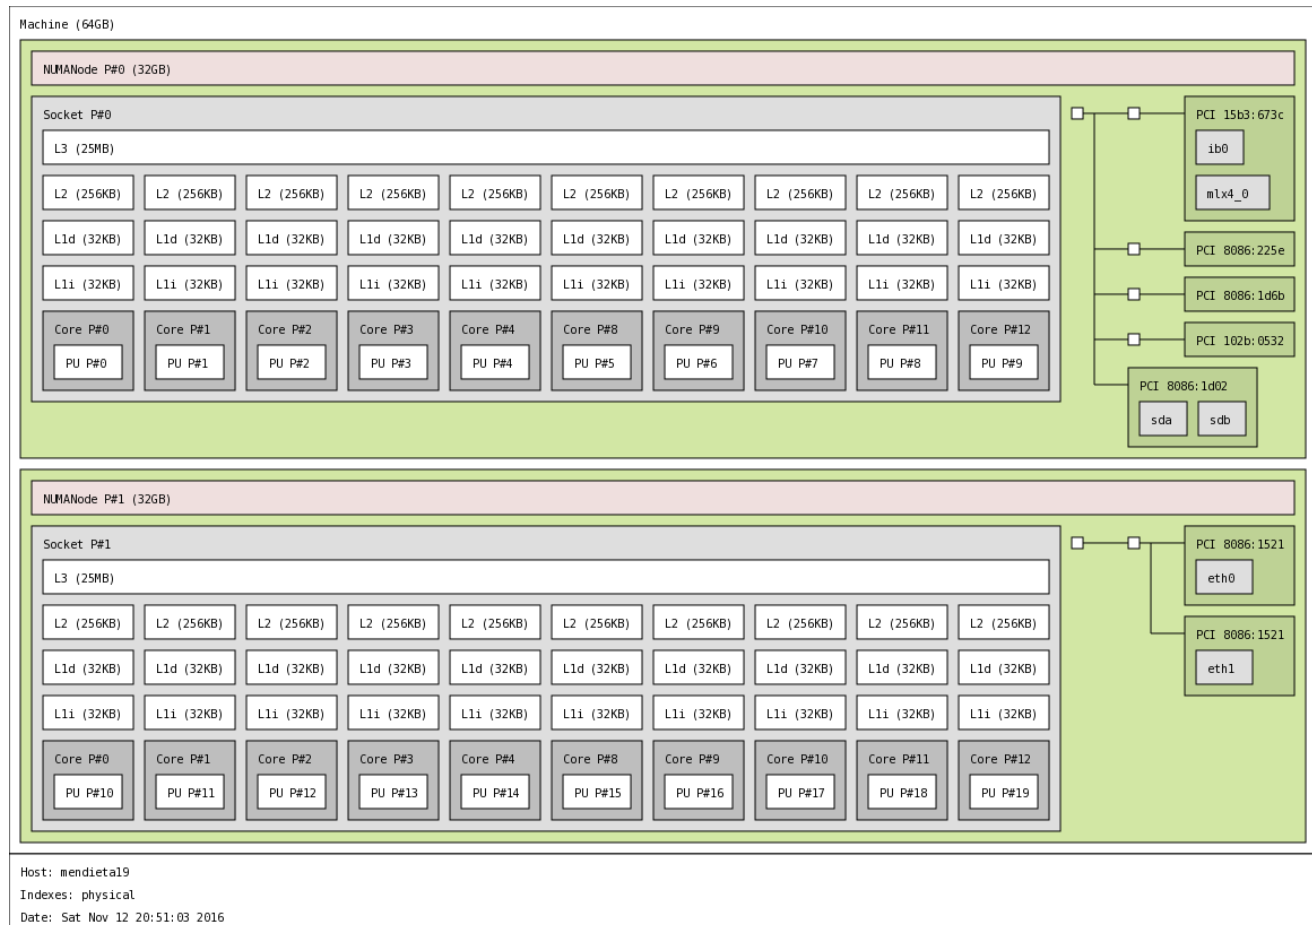 Machine (64GB)
NUMANode P#0 (32GB)
Socket P#0
L3 (25MB)
L2 (256KB) L2 (256KB) L2 (256KB) L2 (256KB) L2 (256KB) L2 (256KB) L2 (256KB) L2 (256KB) L2 (256KB) L2 (256KB)
L1d (32KB) L1d (32KB) L1d (32KB) L1d (32KB) L1d (32KB) L1d (32KB) L1d (32KB) L1d (32KB) L1d (32KB) L1d (32KB)
L1i (32KB) L1i (32KB) L1i (32KB) L1i (32KB) L1i (32KB) L1i (32KB) L1i (32KB) L1i (32KB) L1i (32KB) L1i (32KB)
Core P#0 Core P#1 Core P#2 Core P#3 Core P#4 Core P#8 Core P#9 Core P#10 Core P#11 Core P#12
PU P#0 PU P#1 PU P#2 PU P#3 PU P#4 PU P#5 PU P#6 PU P#7 PU P#8 PU P#9
PCI 15b3:673c
ib0
mlx4_0
PCI 8086:225e
PCI 8086:1d6b
PCI 102b:0532
PCI 8086:1d02
sda sdb
NUMANode P#1 (32GB)
Socket P#1
L3 (25MB)
L2 (256KB) L2 (256KB) L2 (256KB) L2 (256KB) L2 (256KB) L2 (256KB) L2 (256KB) L2 (256KB) L2 (256KB) L2 (256KB)
L1d (32KB) L1d (32KB) L1d (32KB) L1d (32KB) L1d (32KB) L1d (32KB) L1d (32KB) L1d (32KB) L1d (32KB) L1d (32KB)
L1i (32KB) L1i (32KB) L1i (32KB) L1i (32KB) L1i (32KB) L1i (32KB) L1i (32KB) L1i (32KB) L1i (32KB) L1i (32KB)
Core P#0 Core P#1 Core P#2 Core P#3 Core P#4 Core P#8 Core P#9 Core P#10 Core P#11 Core P#12
PU P#10 PU P#11 PU P#12 PU P#13 PU P#14 PU P#15 PU P#16 PU P#17 PU P#18 PU P#19
PCI 8086:1521
eth0
PCI 8086:1521
eth1
Host: mendieta19
Indexes: physical
Date: Sat Nov 12 20:51:03 2016